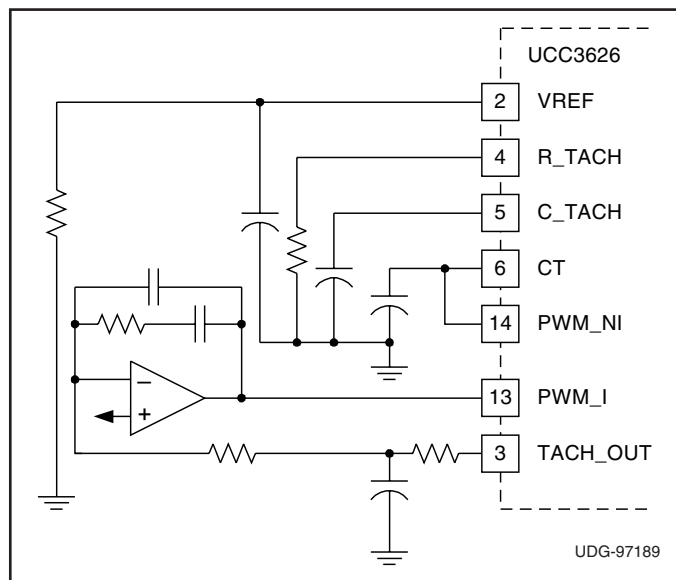 UCC3626
2 VREF
4 R_TACH
5 C_TACH
6 CT
14 PWM_NI
−
+
13 PWM_I
3 TACH_OUT
UDG-97189